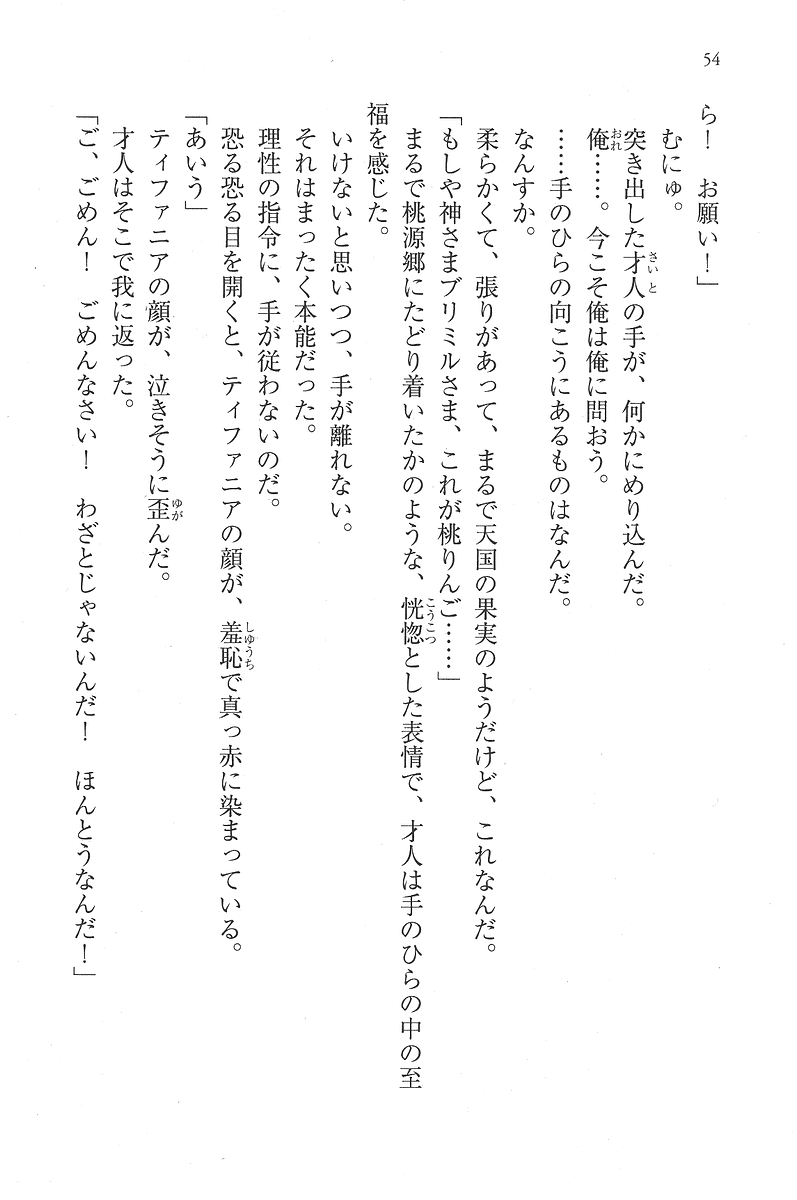 54
ら！　お願い！」
むにゅ。
突き出した才人の手が、何かにめり込んだ。
俺……。今こそ俺は俺に問おう。
……手のひらの向こうにあるものはなんだ。
なんすか。
柔らかくて、張りがあって、まるで天国の果実のようだけど、これなんだ。
「もしや神さまブリミルさま、これが桃りんご……」
まるで桃源郷にたどり着いたかのような、恍惚とした表情で、才人は手のひらの中の至
福を感じた。
いけないと思いつつ、手が離れない。
それはまったく本能だった。
理性の指令に、手が従わないのだ。
恐る恐る目を開くと、ティファニアの顔が、羞恥で真っ赤に染まっている。
「あいう」
ティファニアの顔が、泣きそうに歪んだ。
才人はそこで我に返った。
「ご、ごめん！　ごめんなさい！　わざとじゃないんだ！　ほんとうなんだ！」